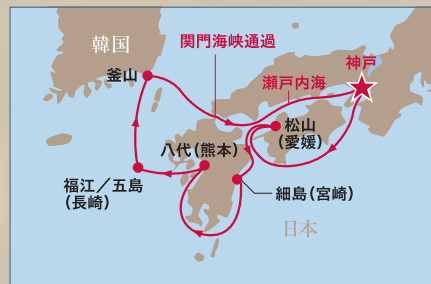 韓国
関門海峡通過
神戸
釜山
瀬戸内海
松山
(愛媛)
八代(熊本)
福江/五島
(長崎)
細島(宮崎)
日本